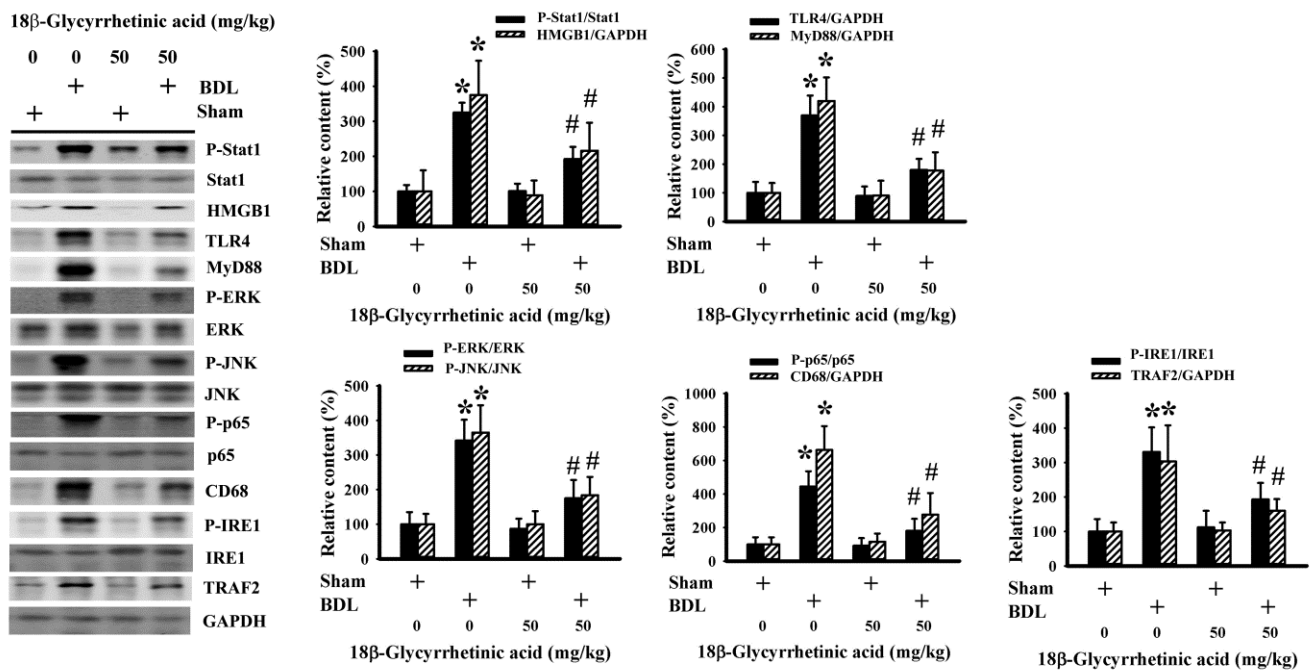 18β-Glycyrrhetinic acid (mg/kg)
0 0 50 50
+ + BDL
+ + Sham
P-Stat1
Stat1
HMGB1
TLR4
MyD88
P-ERK
ERK
P-JNK
JNK
P-p65
p65
CD68
P-IRE1
IRE1
TRAF2
GAPDH
P-Stat1/Stat1
HMGB1/GAPDH
Relative content (%)
500
400
300
200
100
0
* *
# #
Sham + +
BDL + +
0 0 50 50
18β-Glycyrrhetinic acid (mg/kg)
TLR4/GAPDH
MyD88/GAPDH
Relative content (%)
600
500
400
300
200
100
0
* *
# #
Sham + +
BDL + +
0 0 50 50
18β-Glycyrrhetinic acid (mg/kg)
P-ERK/ERK
P-JNK/JNK
Relative content (%)
500
400
300
200
100
0
* *
# #
Sham + +
BDL + +
0 0 50 50
18β-Glycyrrhetinic acid (mg/kg)
P-p65/p65
CD68/GAPDH
Relative content (%)
1000
800
600
400
200
0
* *
# #
Sham + +
BDL + +
0 0 50 50
18β-Glycyrrhetinic acid (mg/kg)
P-IRE1/IRE1
TRAF2/GAPDH
Relative content (%)
500
400
300
200
100
0
* *
# #
Sham + +
BDL + +
0 0 50 50
18β-Glycyrrhetinic acid (mg/kg)